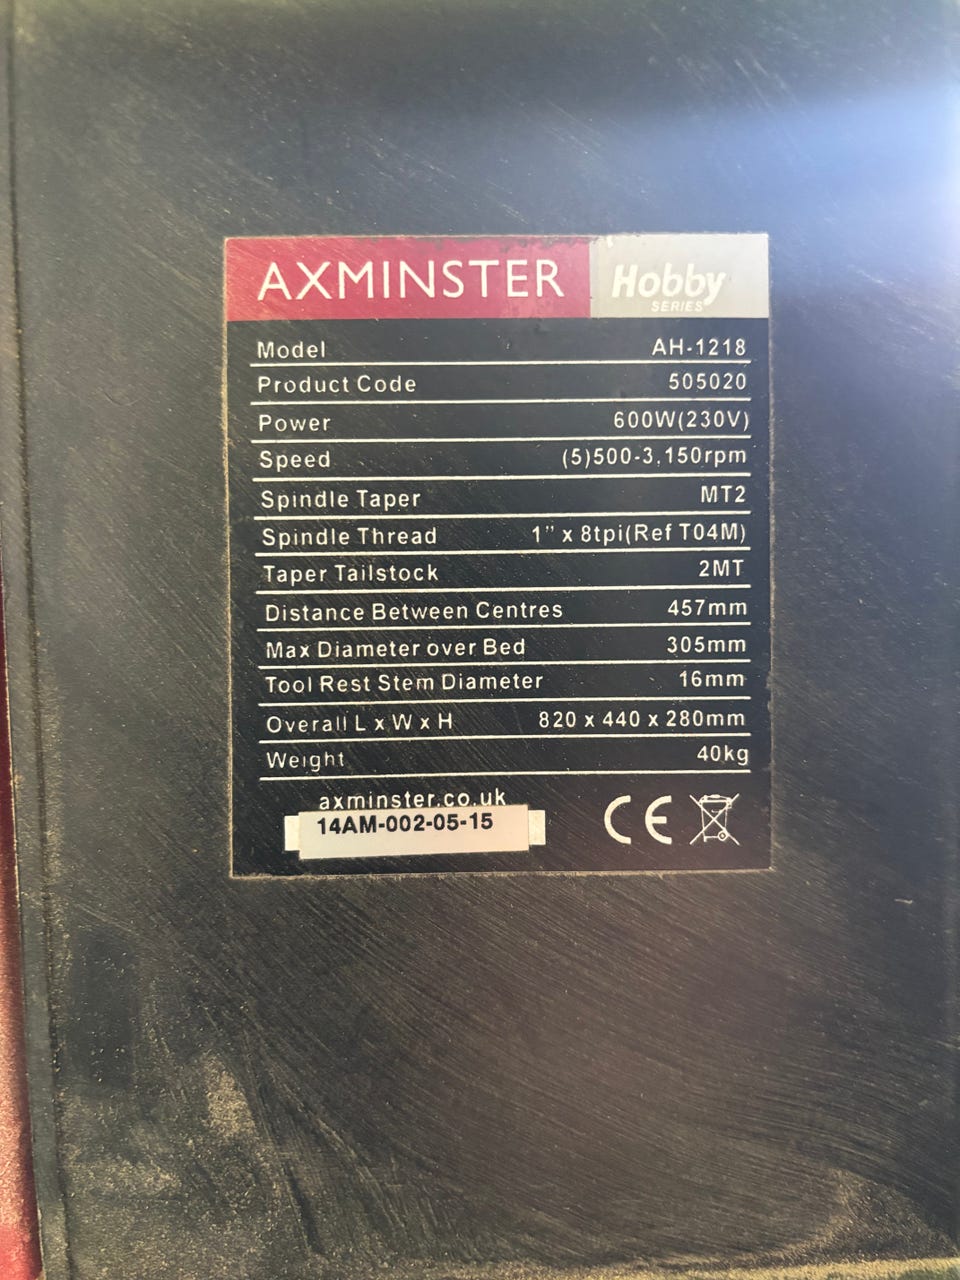 AXMINSTER Hobby
SERIES
Model AH-1218
Product Code 505020
Power 600W(230V)
Speed (5)500-3,150rpm
Spindle Taper MT2
Spindle Thread 1" x 8tpi(Ref T04M)
Taper Tailstock 2MT
Distance Between Centres 457mm
Max Diameter over Bed 305mm
Tool Rest Stem Diameter 16mm
Overall L x W x H 820 x 440 x 280mm
Weight 40kg
axminster.co.uk
14AM-002-05-15 CE